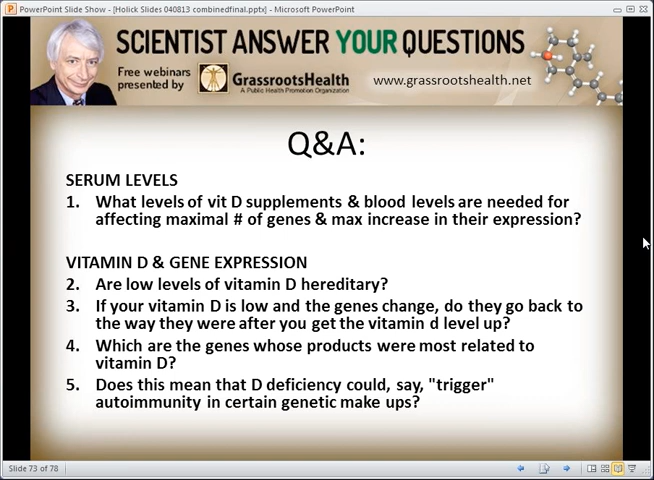 PowerPoint Slide Show - [Holick Slides 040813 combinedfinal.pptx] - Microsoft PowerPoint
SCIENTIST ANSWER YOUR QUESTIONS
Free webinars
presented by
GrassrootsHealth
A Public Health Promotion Organization
www.grassrootshealth.net
Q&A:
SERUM LEVELS
1. What levels of vit D supplements & blood levels are needed for
affecting maximal # of genes & max increase in their expression?
VITAMIN D & GENE EXPRESSION
2. Are low levels of vitamin D hereditary?
3. If your vitamin D is low and the genes change, do they go back to
the way they were after you get the vitamin d level up?
4. Which are the genes whose products were most related to
vitamin D?
5. Does this mean that D deficiency could, say, "trigger"
autoimmunity in certain genetic make ups?
Slide 73 of 78